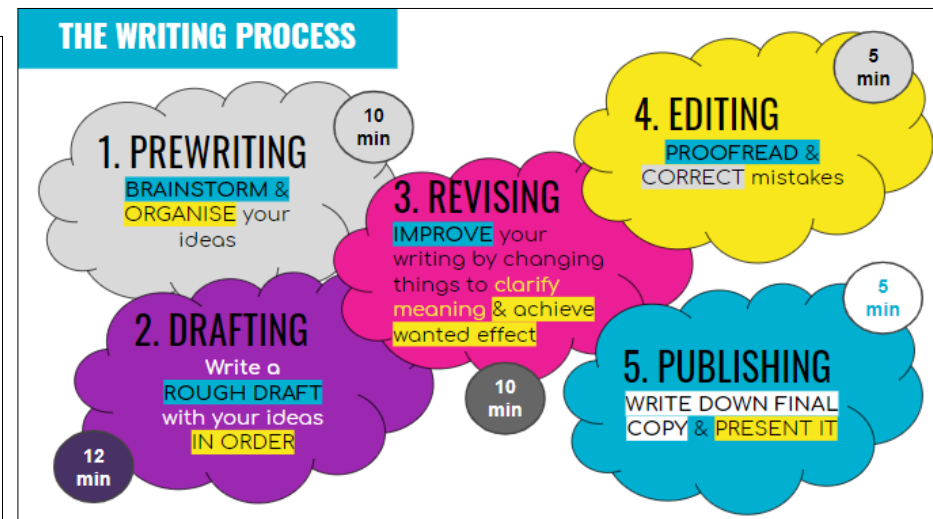 THE WRITING PROCESS
10
min
1. PREWRITING
BRAINSTORM &
ORGANISE your
ideas
2. DRAFTING
Write a
ROUGH DRAFT
with your ideas
IN ORDER
12
min
3. REVISING
IMPROVE your
writing by changing
things to clarify
meaning & achieve
wanted effect
10
min
5
min
4. EDITING
PROOFREAD &
CORRECT mistakes
5
min
5. PUBLISHING
WRITE DOWN FINAL
COPY & PRESENT IT